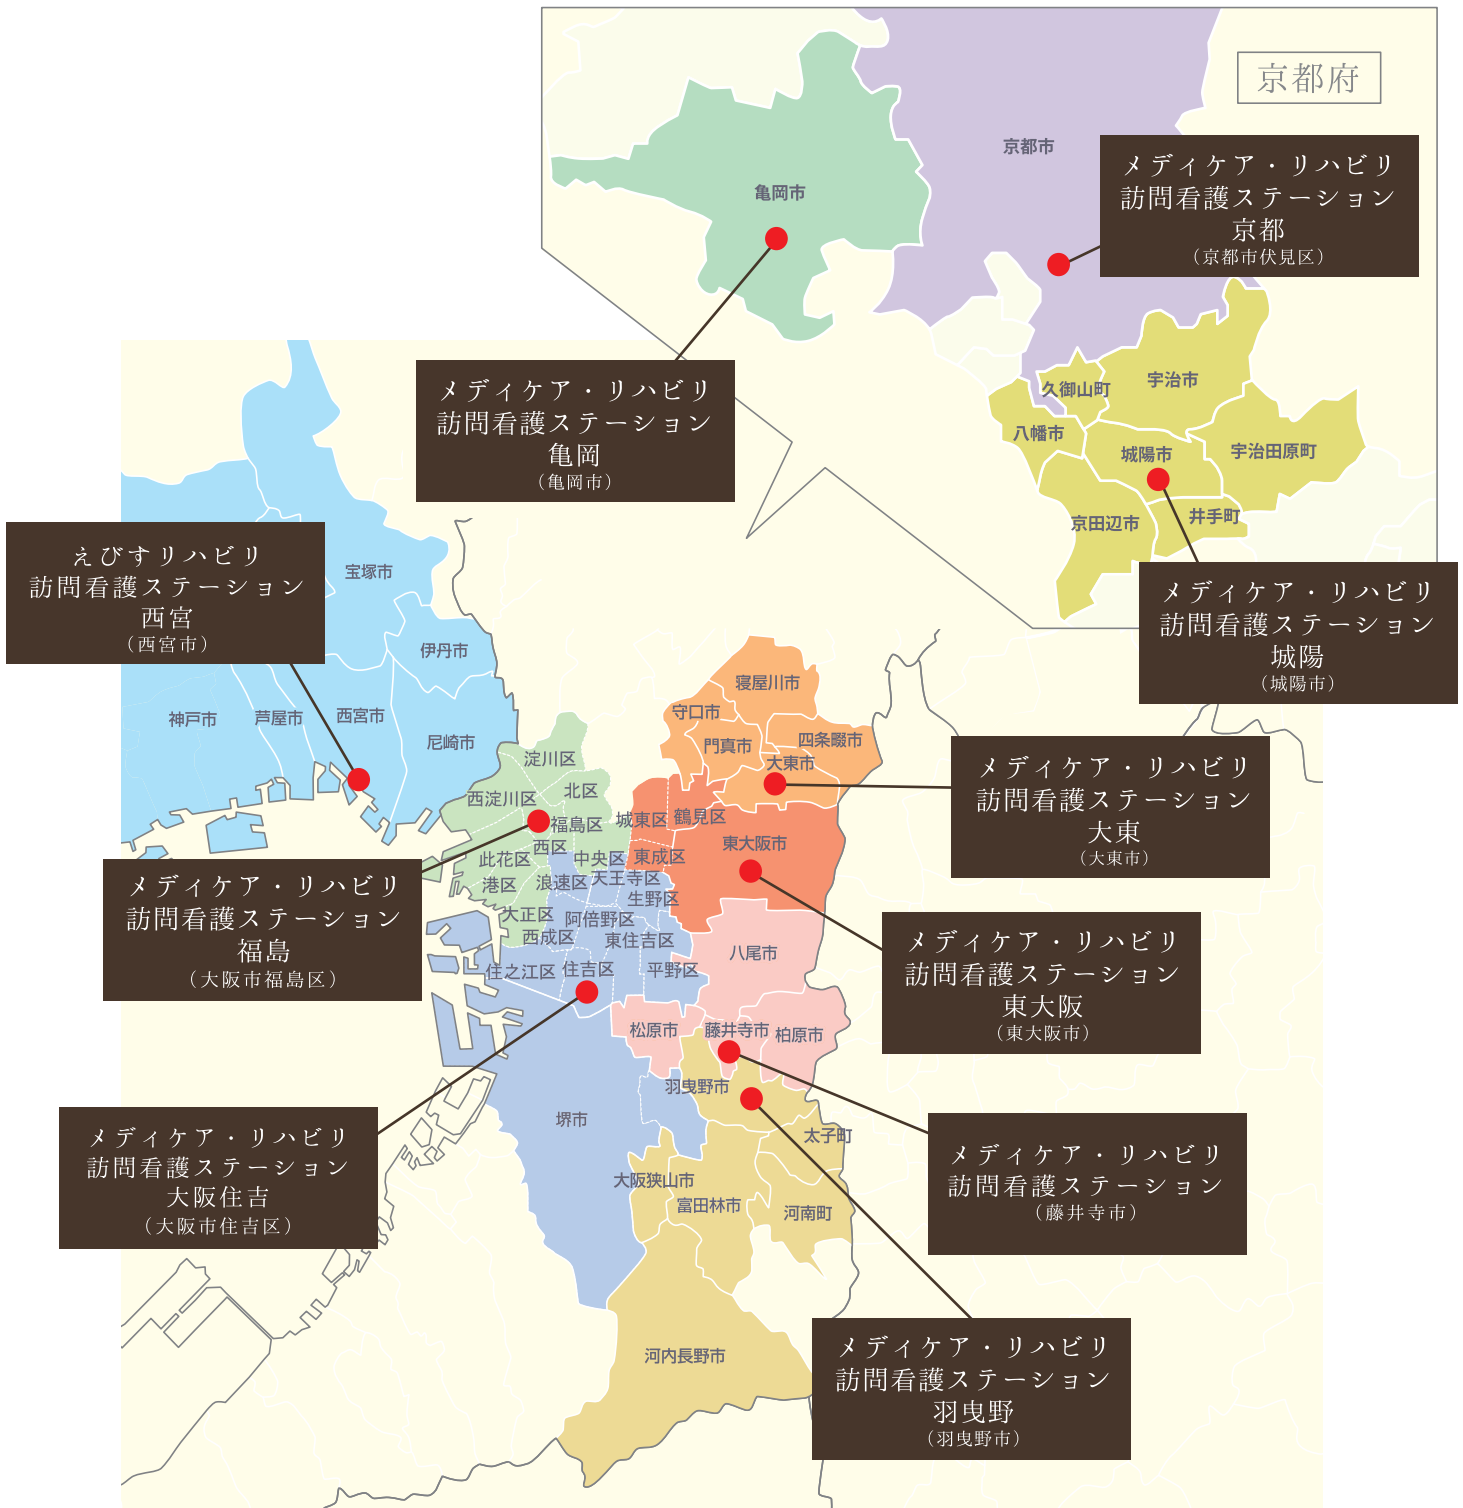 京都府
京都市
メディケア・リハビリ
訪問看護ステーション
京都
（京都市伏見区）
亀岡市
メディケア・リハビリ
訪問看護ステーション
亀岡
（亀岡市）
久御山町
宇治市
八幡市
城陽市
宇治田原町
京田辺市
井手町
メディケア・リハビリ
訪問看護ステーション
城陽
（城陽市）
えびすリハビリ
訪問看護ステーション
西宮
（西宮市）
宝塚市
伊丹市
神戸市
芦屋市
西宮市
尼崎市
寝屋川市
守口市
門真市
四条畷市
大東市
メディケア・リハビリ
訪問看護ステーション
大東
（大東市）
淀川区
西淀川区
北区
福島区
城東区
鶴見区
西区
此花区
中央区
東成区
東大阪市
港区
浪速区
天王寺区
生野区
大正区
阿倍野区
西成区
東住吉区
住之江区
住吉区
平野区
八尾市
メディケア・リハビリ
訪問看護ステーション
福島
（大阪市福島区）
メディケア・リハビリ
訪問看護ステーション
東大阪
（東大阪市）
松原市
藤井寺市
柏原市
羽曳野市
堺市
太子町
大阪狭山市
富田林市
河南町
メディケア・リハビリ
訪問看護ステーション
大阪住吉
（大阪市住吉区）
メディケア・リハビリ
訪問看護ステーション
（藤井寺市）
河内長野市
メディケア・リハビリ
訪問看護ステーション
羽曳野
（羽曳野市）